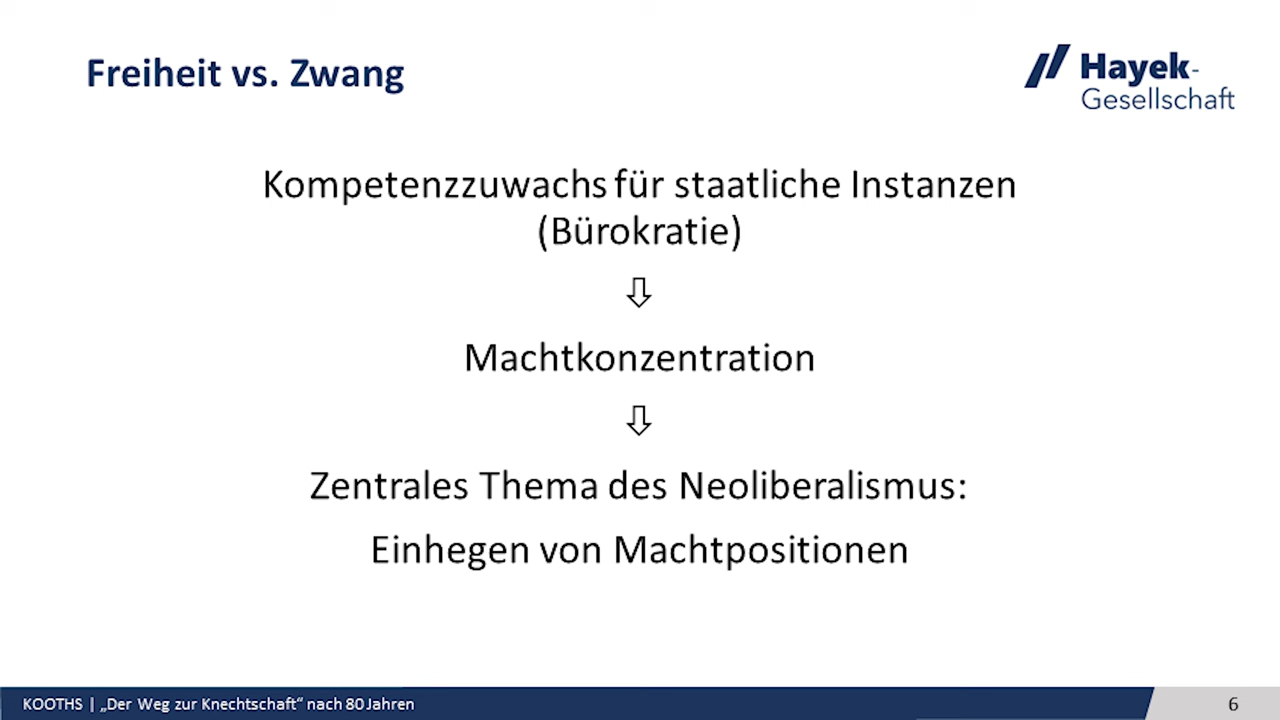 Freiheit vs. Zwang
Hayek-
Gesellschaft
Kompetenzzuwachs für staatliche Instanzen
(Bürokratie)
⇩
Machtkonzentration
⇩
Zentrales Thema des Neoliberalismus:
Einhegen von Machtpositionen
KOOTHS | „Der Weg zur Knechtschaft“ nach 80 Jahren
6